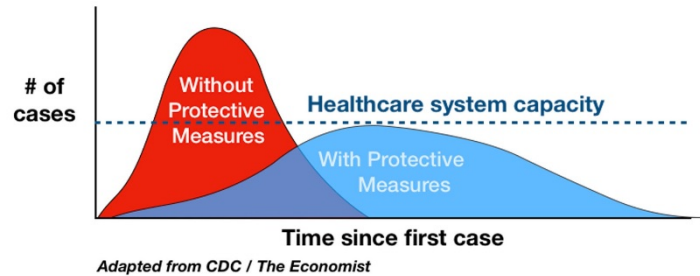 # of
cases
Without
Protective
Measures
Healthcare system capacity
With Protective
Measures
Time since first case
Adapted from CDC / The Economist